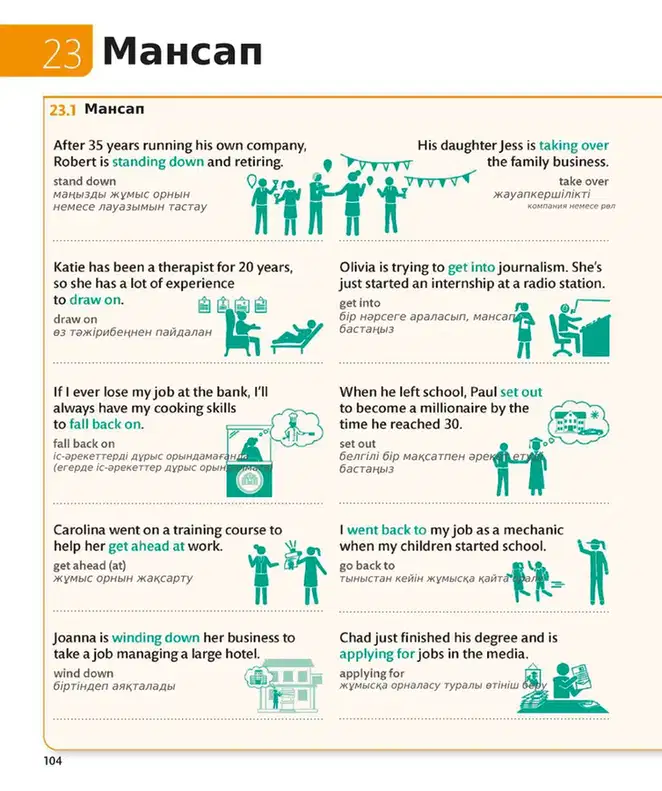 23 Мансап
23.1 Мансап
After 35 years running his own company,
Robert is standing down and retiring.
stand down
маңызды жұмыс орнын
немесе лауазымын тастау
His daughter Jess is taking over
the family business.
take over
жауапкершілікті
компания немесе рөл
Katie has been a therapist for 20 years,
so she has a lot of experience
to draw on.
draw on
өз тәжірибеңнен пайдалан
Olivia is trying to get into journalism. She's
just started an internship at a radio station.
get into
бір нәрсеге араласып, мансап
бастаңыз
If I ever lose my job at the bank, I'll
always have my cooking skills
to fall back on.
fall back on
іс-әрекеттерді дұрыс орындамағанда
(егерде іс-әрекеттер дұрыс
When he left school, Paul set out
to become a millionaire by the
time he reached 30.
set out
белгілі бір мақсатпен әрекет етуді
бастаңыз
Carolina went on a training course to
help her get ahead at work.
get ahead (at)
жұмыс орнын жақсарту
I went back to my job as a mechanic
when my children started school.
go back to
тыныстан кейін жұмысқа қайта оралу
Joanna is winding down her business to
take a job managing a large hotel.
wind down
біртіндеп аяқталады
Chad just finished his degree and is
applying for jobs in the media.
applying for
жұмысқа орналасу туралы өтініш беру
104